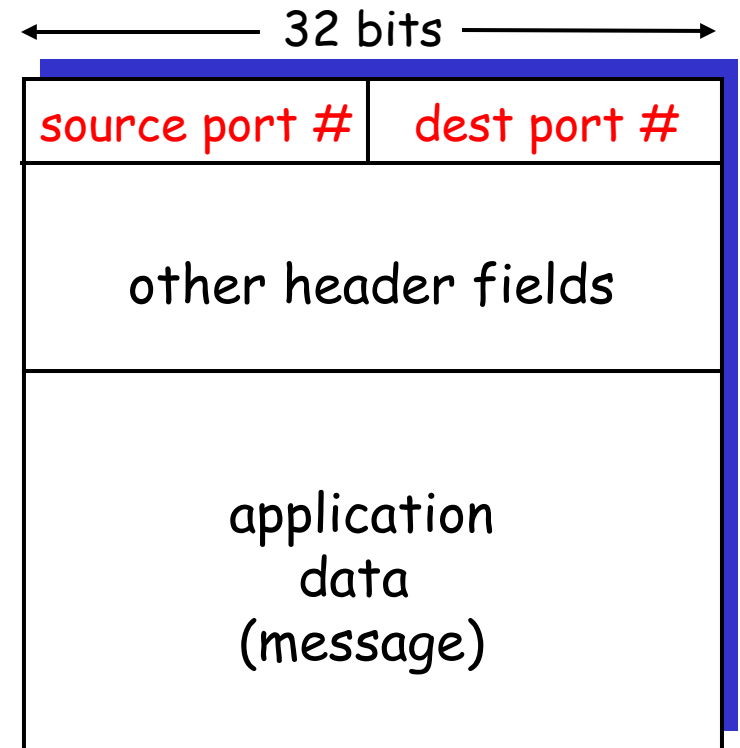 32 bits
source port # dest port #
other header fields
application
data
(message)